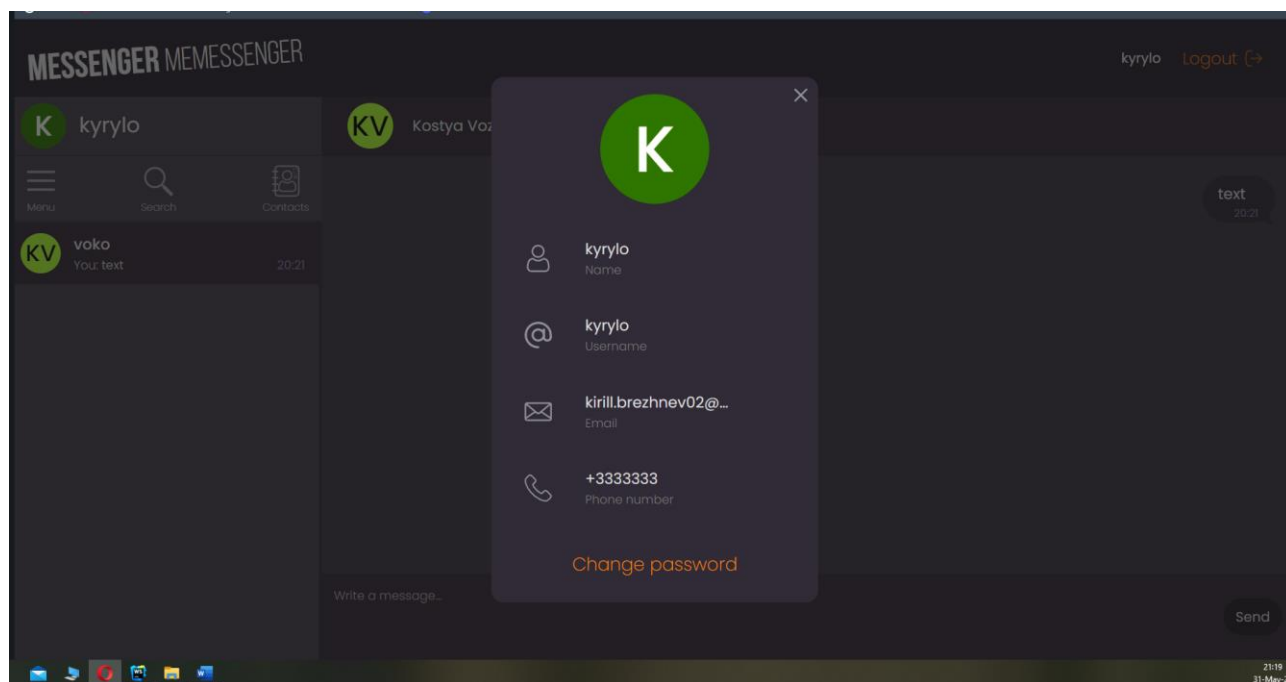 MESSENGER MEMESSENGER
kyrylo Logout
K kyrylo
KV Kostya Voz
Menu Search Contacts
KV voko
You: text 20:21
text
20:21
K
kyrylo
Name
kyrylo
Username
kirill.brezhnev02@...
Email
+3333333
Phone number
Change password
Write a message...
Send
21:19